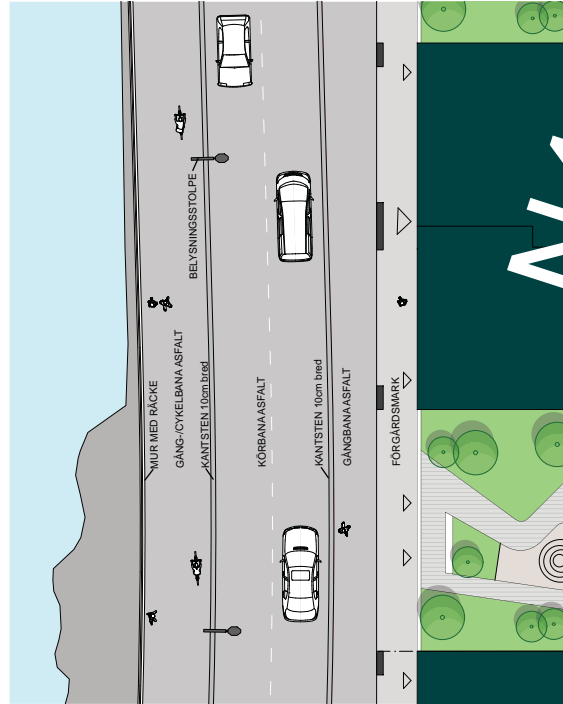 MUR MED RÄCKE
GÅNG-/CYKELBANA ASFALT
BELYSNINGSSTOLPE
KANTSTEN 10cm bred
KÖRBANA ASFALT
KANTSTEN 10cm bred
GÅNGBANA ASFALT
FÖRGÅRDSMARK